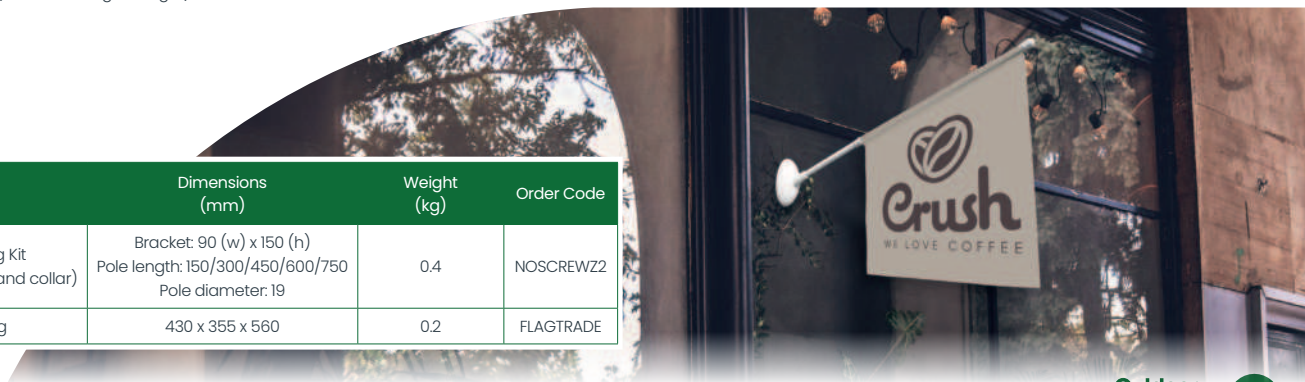 Dimensions
(mm)
Weight
(kg)
Order Code
g Kit
and collar)
Bracket: 90 (w) x 150 (h)
Pole length: 150/300/450/600/750
Pole diameter: 19
0.4
NOSCREWZ2
g
430 x 355 x 560
0.2
FLAGTRADE
Crush
WE LOVE COFFEE